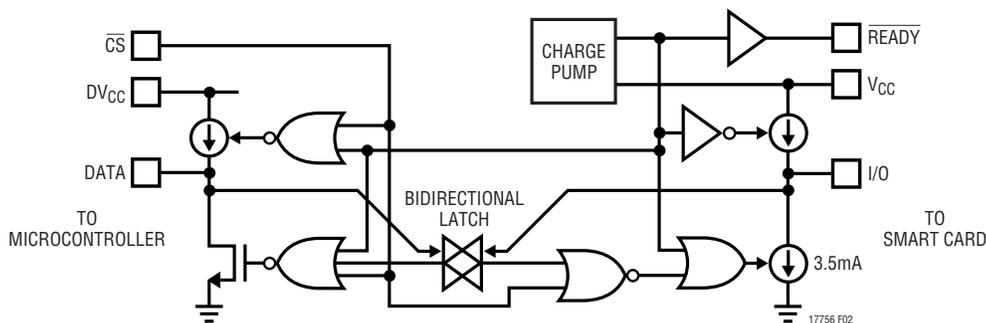 CS
DVCC
DATA
TO
MICROCONTROLLER
CHARGE
PUMP
READY
VCC
I/O
BIDIRECTIONAL
LATCH
TO
SMART CARD
3.5mA
17756 F02